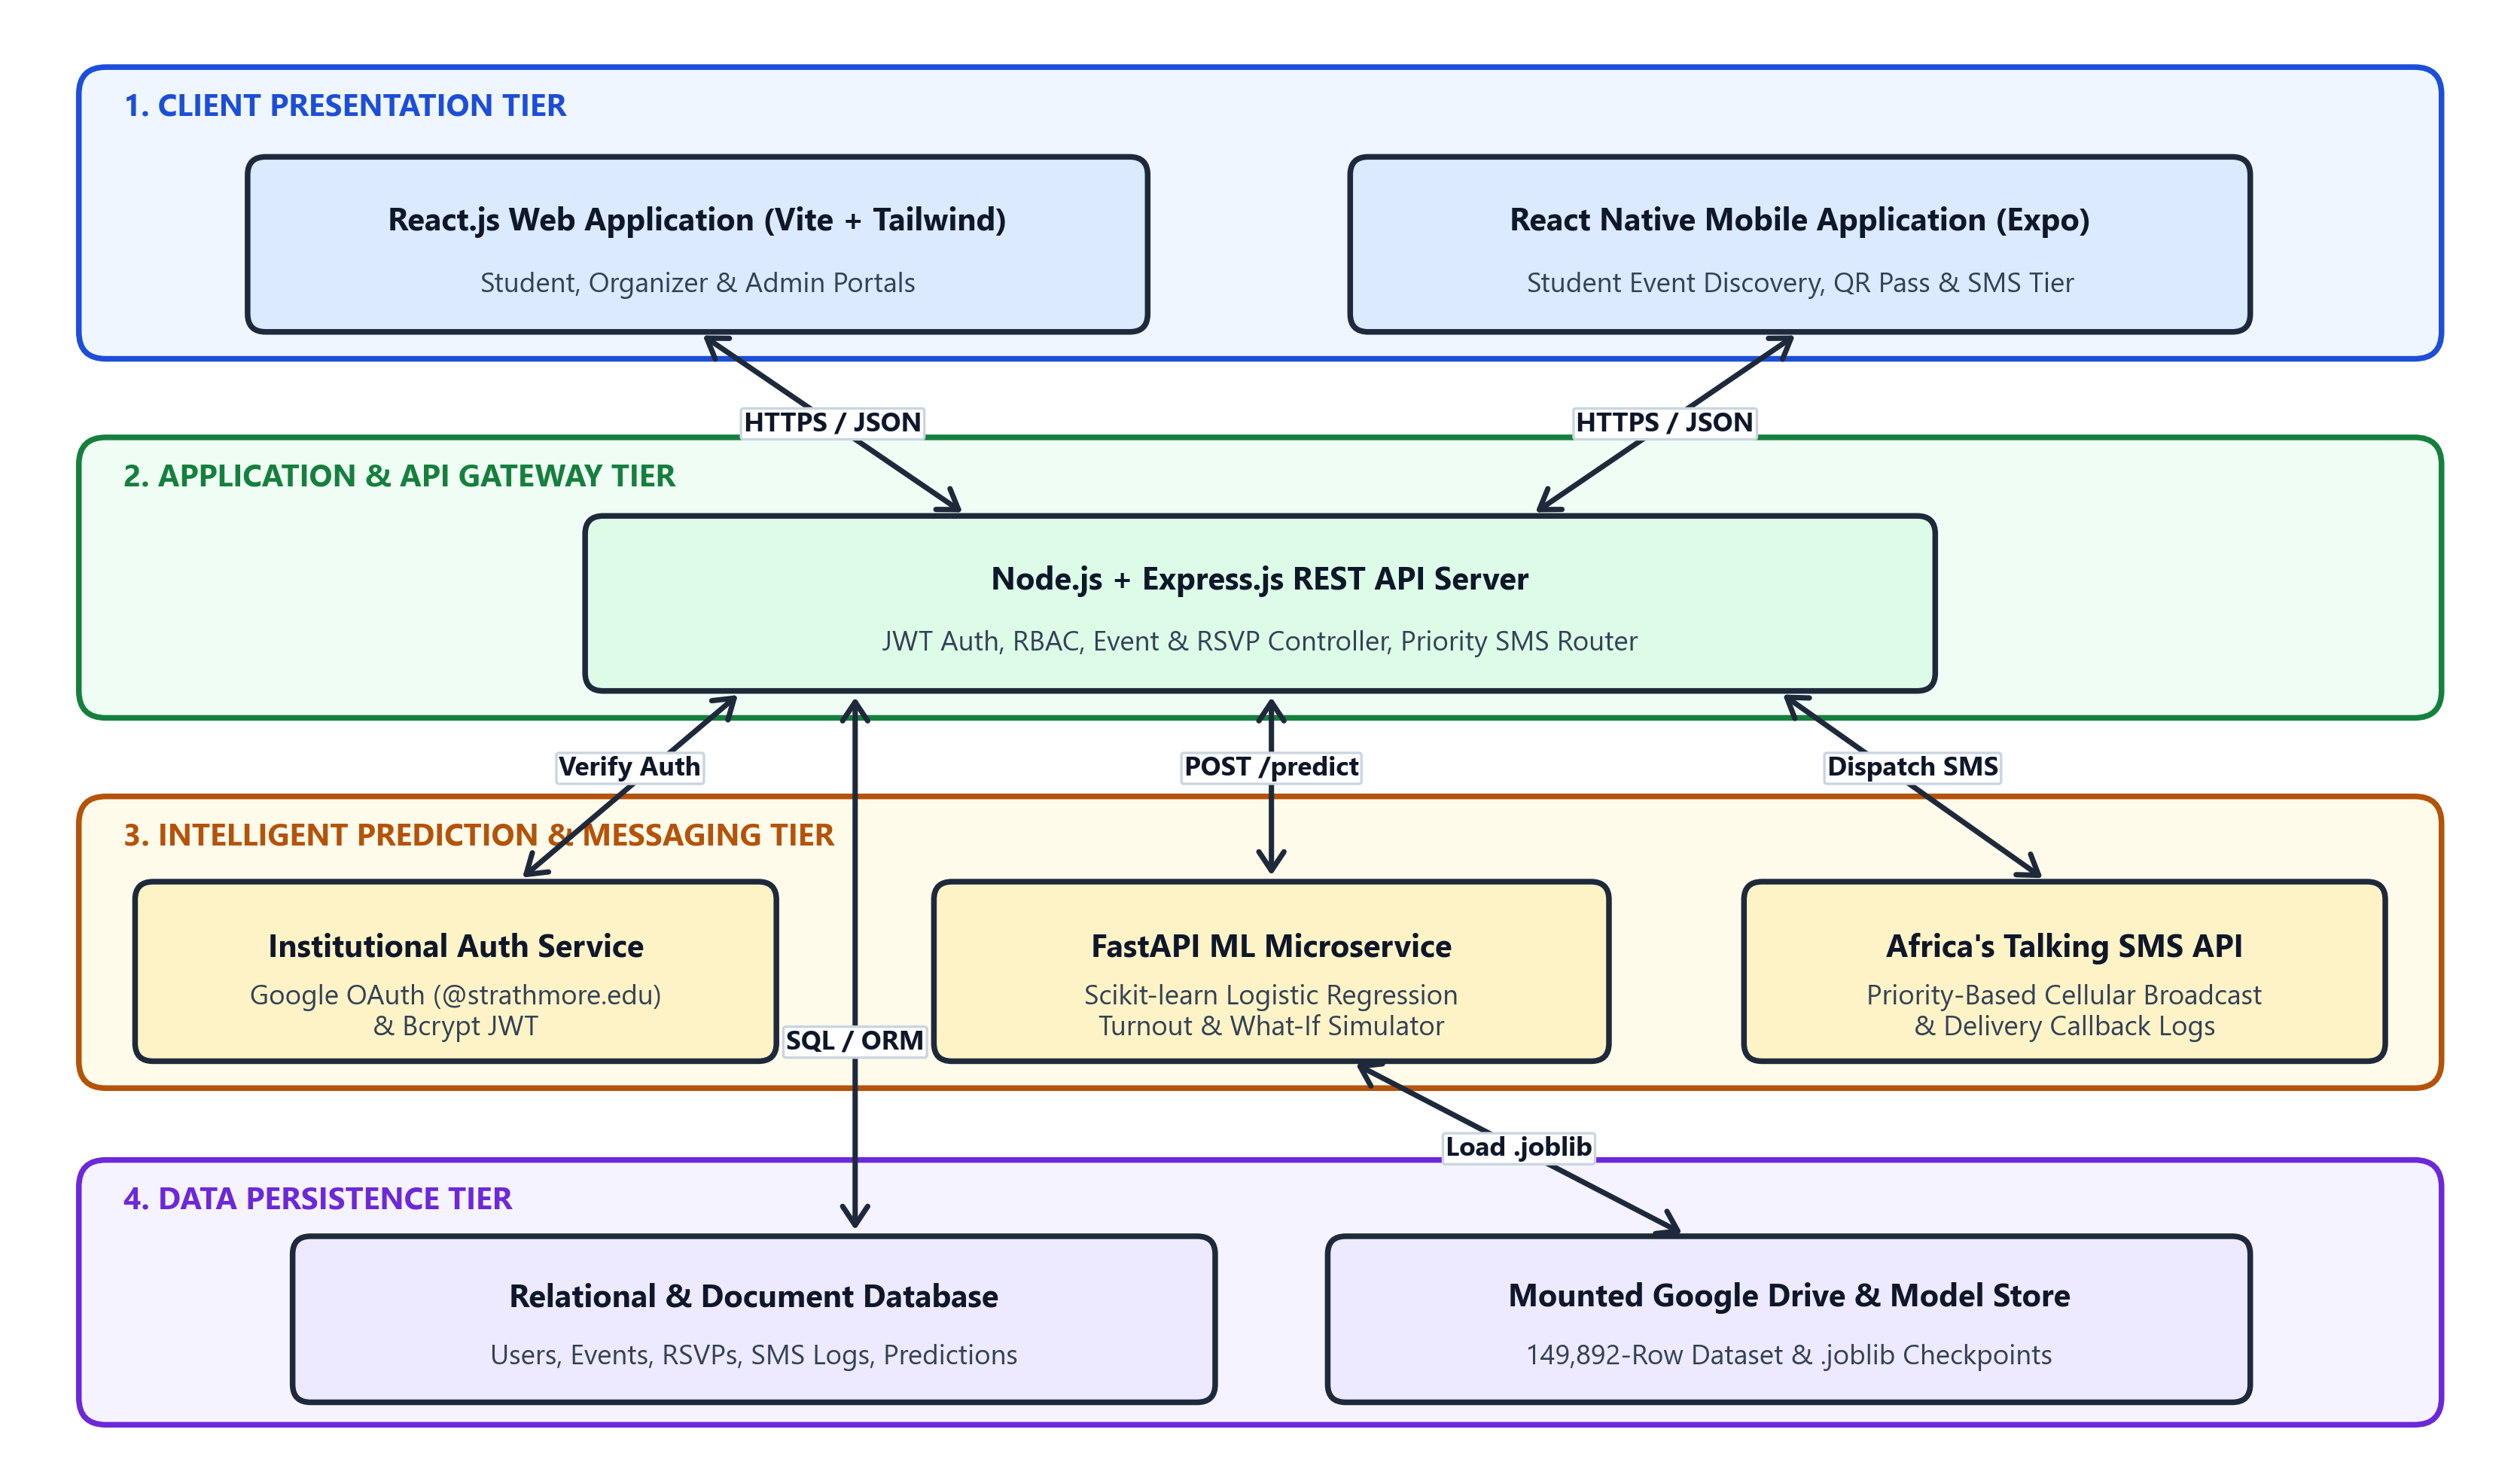 1. CLIENT PRESENTATION TIER
React.js Web Application (Vite + Tailwind)
Student, Organizer & Admin Portals
React Native Mobile Application (Expo)
Student Event Discovery, QR Pass & SMS Tier
HTTPS / JSON
HTTPS / JSON
2. APPLICATION & API GATEWAY TIER
Node.js + Express.js REST API Server
JWT Auth, RBAC, Event & RSVP Controller, Priority SMS Router
Verify Auth
POST /predict
Dispatch SMS
3. INTELLIGENT PREDICTION & MESSAGING TIER
Institutional Auth Service
Google OAuth (@strathmore.edu)
& Bcrypt JWT
SQL / ORM
FastAPI ML Microservice
Scikit-learn Logistic Regression
Turnout & What-If Simulator
Africa's Talking SMS API
Priority-Based Cellular Broadcast
& Delivery Callback Logs
Load .joblib
4. DATA PERSISTENCE TIER
Relational & Document Database
Users, Events, RSVPs, SMS Logs, Predictions
Mounted Google Drive & Model Store
149,892-Row Dataset & .joblib Checkpoints